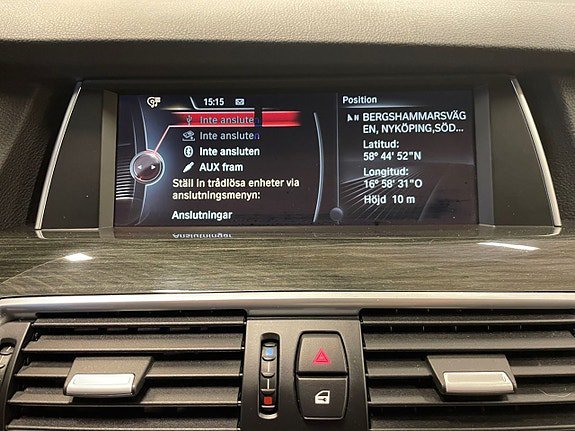 15:15
Inte ansluten
Inte ansluten
Inte ansluten
AUX fram
Ställ in trådlösa enheter via
anslutningsmenyn:
Anslutningar
Position
N BERGSHAMMARSVÄG
EN, NYKÖPING,SÖD...
Latitud:
58° 44' 52"N
Longitud:
16° 58' 31"O
Höjd 10 m